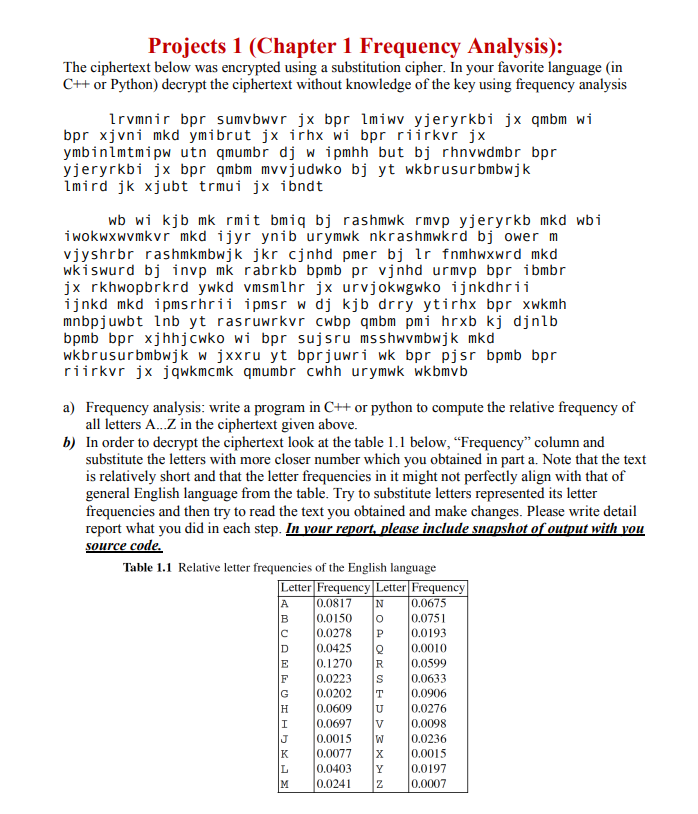 Projects 1 (Chapter 1 Frequency Analysis):
The ciphertext below was encrypted using a substitution cipher. In your favorite language (in
C++ or Python) decrypt the ciphertext without knowledge of the key using frequency analysis
lrvmnir bpr sumvbwvr jx bpr lmiwv yjeryrkbi jx qmbm wi
bpr xjvni mkd ymibrut jx irhx wi bpr riirkvr jx
ymbinlmtmipw utn qmumbr dj w ipmhh but bj rhnvwdmbr bpr
yjeryrkbi jx bpr qmbm mvvjudwko bj yt wkbrusurbmbwjk
lmird jk xjubt trmui jx ibndt
wb wi kjb mk rmit bmiq bj rashmwk rmvp yjeryrkb mkd wbi
iwokwxwvmkvr mkd ijyr ynib urymwk nkrashmwkrd bj ower m
vjyshrbr rashmkmbwjk jkr cjnhd pmer bj lr fnmhwxwrd mkd
wkiswurd bj invp mk rabrkb bpmb pr vjnhd urmvp bpr ibmbr
jx rkhwopbrkrd ywkd vmsmlhr jx urvjokwgwko ijnkdhrii
ijnkd mkd ipmsrhrii ipmsr w dj kjb drry ytirhx bpr xwkmh
mnbpjuwbt lnb yt rasruwrkvr cwbp qmbm pmi hrxb kj djnlb
bpmb bpr xjhhjcwko wi bpr sujsru msshwvmbwjk mkd
wkbrusurbmbwjk w jxxru yt bprjuwri wk bpr pjsr bpmb bpr
riirkvr jx jqwkmcmk qmumbr cwhh urymwk wkbmvb
a) Frequency analysis: write a program in C++ or python to compute the relative frequency of
all letters A...Z in the ciphertext given above.
b) In order to decrypt the ciphertext look at the table 1.1 below, “Frequency” column and
substitute the letters with more closer number which you obtained in part a. Note that the text
is relatively short and that the letter frequencies in it might not perfectly align with that of
general English language from the table. Try to substitute letters represented its letter
frequencies and then try to read the text you obtained and make changes. Please write detail
report what you did in each step. In your report, please include snapshot of output with you
source code.
Table 1.1 Relative letter frequencies of the English language
Letter Frequency Letter Frequency
A 0.0817 N 0.0675
B 0.0150 O 0.0751
C 0.0278 P 0.0193
D 0.0425 Q 0.0010
E 0.1270 R 0.0599
F 0.0223 S 0.0633
G 0.0202 T 0.0906
H 0.0609 U 0.0276
I 0.0697 V 0.0098
J 0.0015 W 0.0236
K 0.0077 X 0.0015
L 0.0403 Y 0.0197
M 0.0241 Z 0.0007